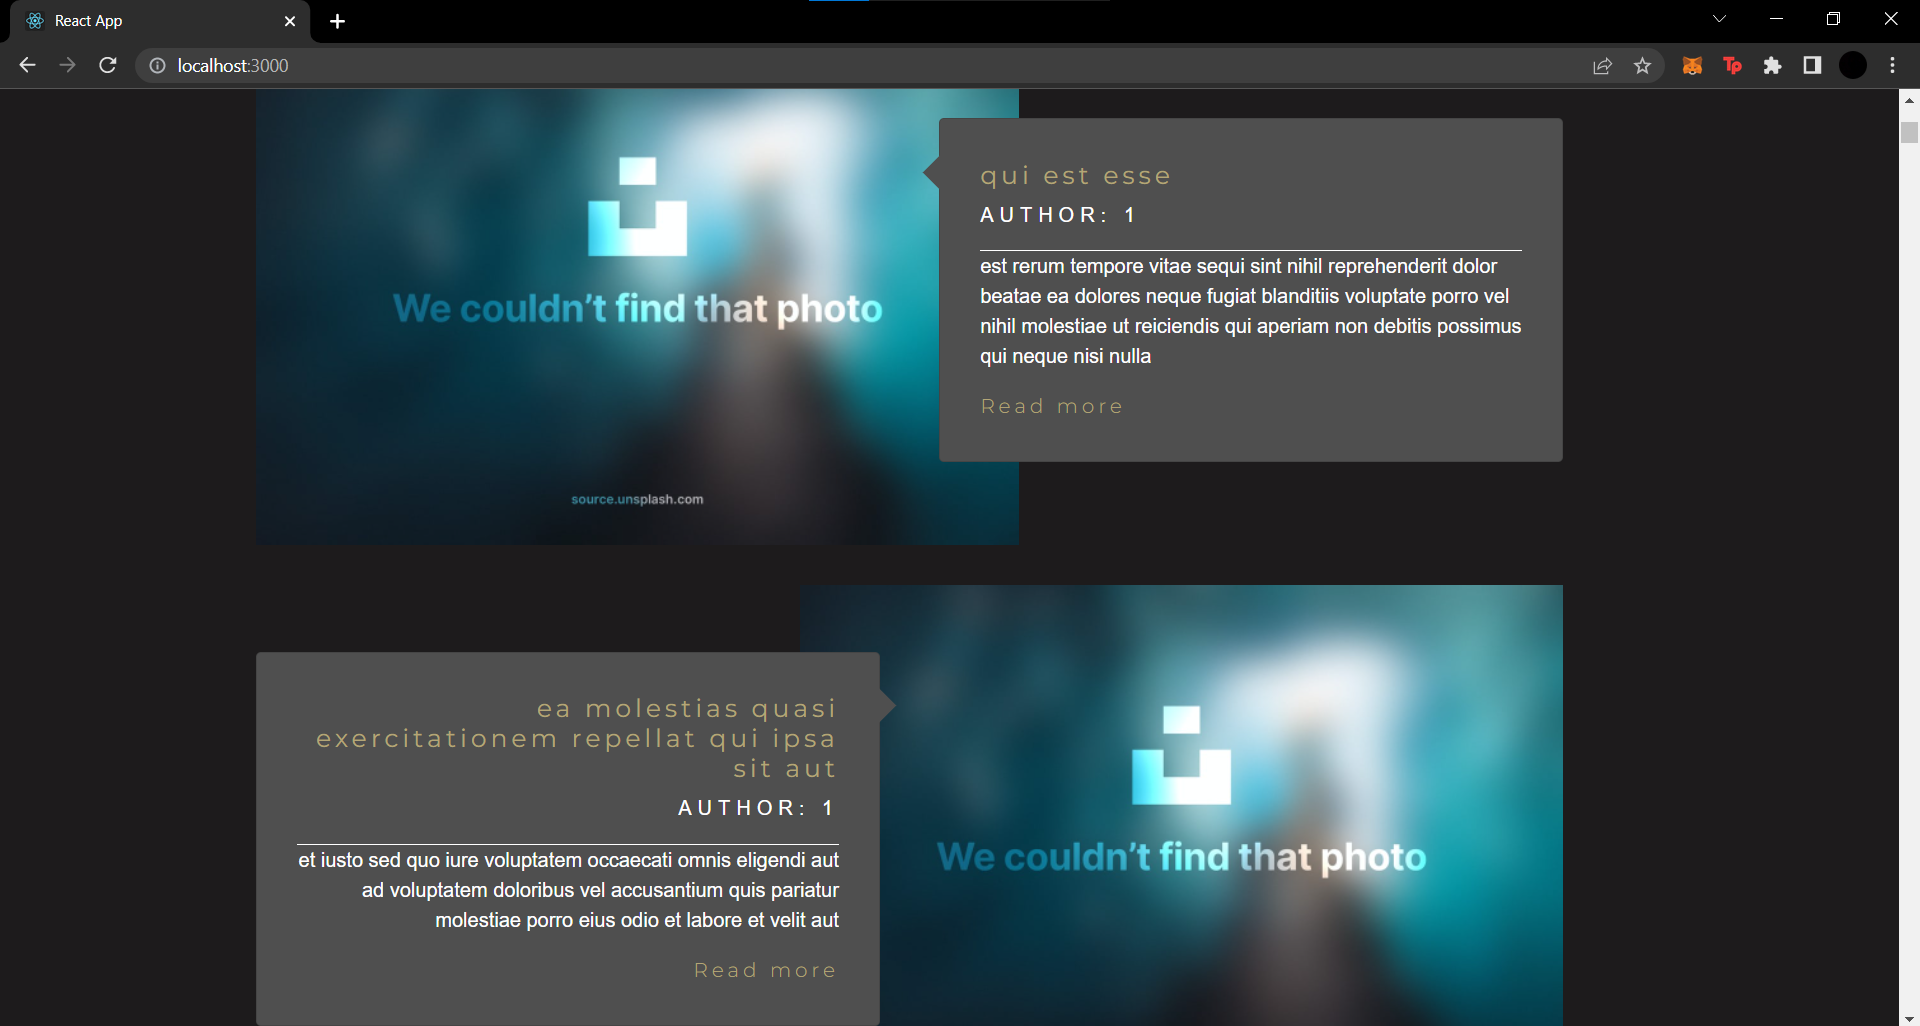 React App
localhost:3000
Tp
We couldn't find that photo
source.unsplash.com
qui est esse
AUTHOR: 1
est rerum tempore vitae sequi sint nihil reprehenderit dolor
beatae ea dolores neque fugiat blanditiis voluptate porro vel
nihil molestiae ut reiciendis qui aperiam non debitis possimus
qui neque nisi nulla
Read more
ea molestias quasi
exercitationem repellat qui ipsa
sit aut
AUTHOR: 1
et iusto sed quo iure voluptatem occaecati omnis eligendi aut
ad voluptatem doloribus vel accusantium quis pariatur
molestiae porro eius odio et labore et velit aut
Read more
We couldn't find that photo